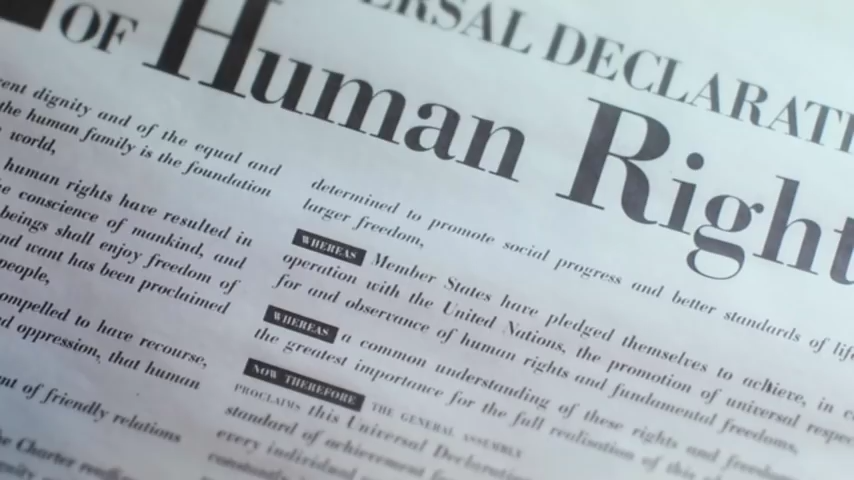 ERSAL DECLARATI
OF Human Right
ent dignity and of the equal and
the human family is the foundation
world,
human rights have resulted in
conscience of mankind, and
beings shall enjoy freedom of
nd want has been proclaimed
people,
ompelled to have recourse,
d oppression, that human
nt of friendly relations
he Charter
determined to promote social progress and better standards of life
larger freedom,
WHEREAS Member States have pledged themselves to achieve, in c
operation with the United Nations, the promotion of universal respec
for and observance of human rights and fundamental freedoms,
WHEREAS a common understanding of these rights and freedoms
the greatest importance for the full realisation of this
NOW THEREFORE THE GENERAL ASSEMBLY
PROCLAIMS this Universal Declaration
standard of achievement
every individual
constantly